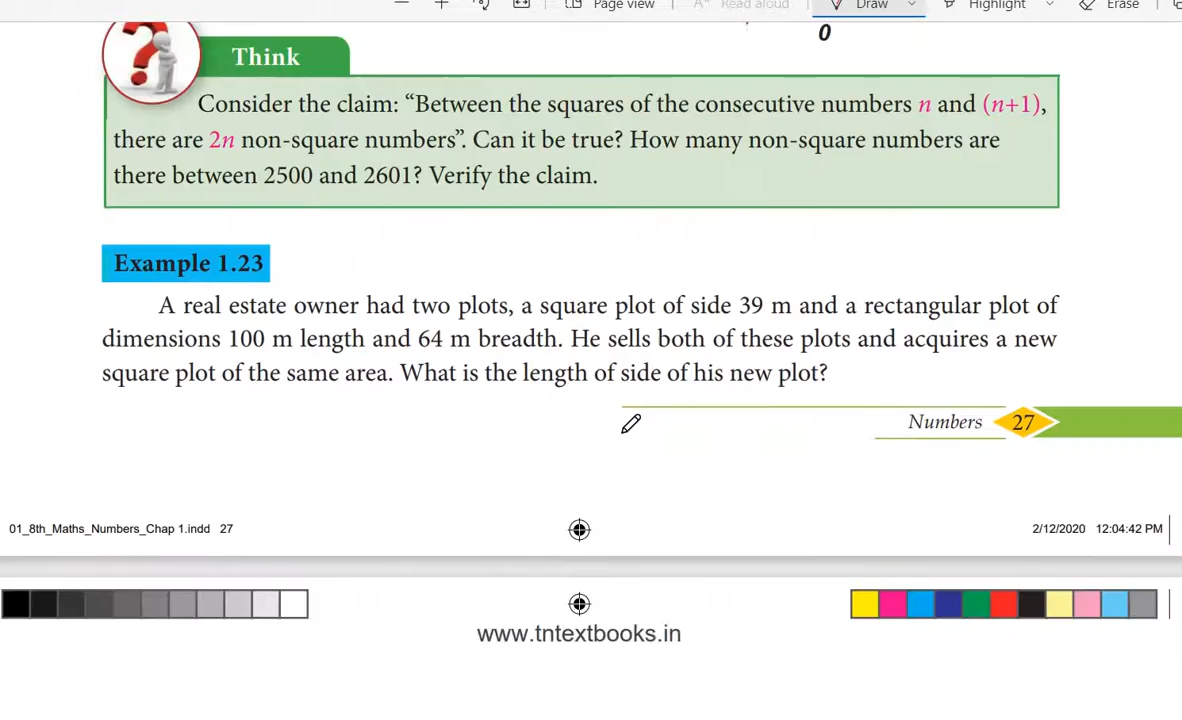 Page view
Read aloud
Draw
Highlight
Erase
0
Think
Consider the claim: “Between the squares of the consecutive numbers n and (n+1),
there are 2n non-square numbers”. Can it be true? How many non-square numbers are
there between 2500 and 2601? Verify the claim.
Example 1.23
A real estate owner had two plots, a square plot of side 39 m and a rectangular plot of
dimensions 100 m length and 64 m breadth. He sells both of these plots and acquires a new
square plot of the same area. What is the length of side of his new plot?
Numbers 27
01_8th_Maths_Numbers_Chap 1.indd 27
2/12/2020 12:04:42 PM
www.tntextbooks.in